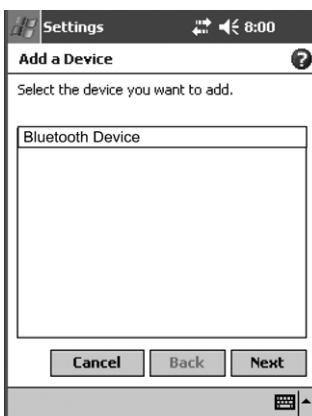 Settings 8:00
Add a Device
Select the device you want to add.
Bluetooth Device
Cancel Back Next